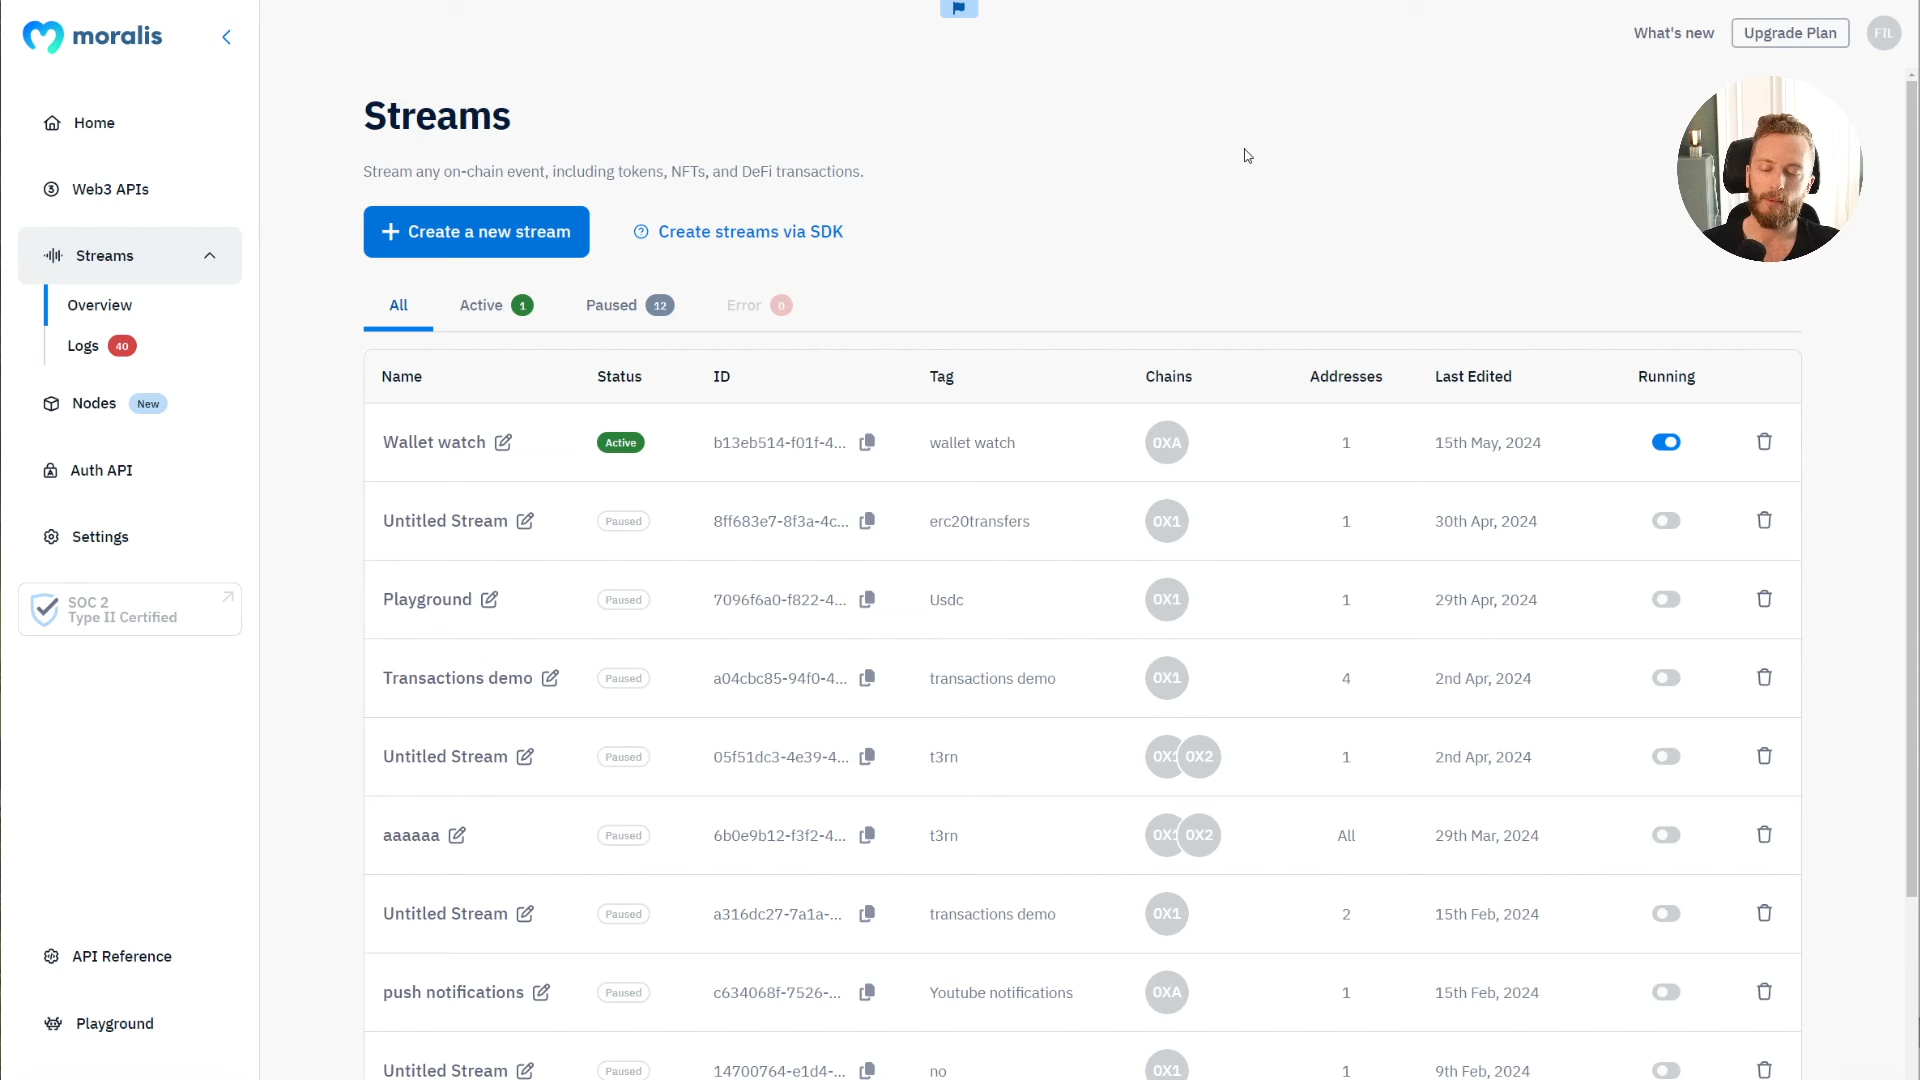 moralis
What's new
Upgrade Plan
FIL
Home
Web3 APIs
Streams
Overview
Logs 40
Nodes New
Auth API
Settings
SOC 2
Type II Certified
API Reference
Playground
Streams
Stream any on-chain event, including tokens, NFTs, and DeFi transactions.
+ Create a new stream
Create streams via SDK
All Active 1 Paused 12 Error 0
Name Status ID Tag Chains Addresses Last Edited Running
Wallet watch Active b13eb514-f01f-4... wallet watch 0XA 1 15th May, 2024
Untitled Stream Paused 8ff683e7-8f3a-4c... erc20transfers 0X1 1 30th Apr, 2024
Playground Paused 7096f6a0-f822-4... Usdc 0X1 1 29th Apr, 2024
Transactions demo Paused a04cbc85-94f0-4... transactions demo 0X1 4 2nd Apr, 2024
Untitled Stream Paused 05f51dc3-4e39-4... t3rn 0X1 0X2 1 2nd Apr, 2024
aaaaaa Paused 6b0e9b12-f3f2-4... t3rn 0X1 0X2 All 29th Mar, 2024
Untitled Stream Paused a316dc27-7a1a-... transactions demo 0X1 2 15th Feb, 2024
push notifications Paused c634068f-7526-... Youtube notifications 0XA 1 15th Feb, 2024
Untitled Stream Paused 14700764-e1d4-... no 0X1 1 9th Feb, 2024